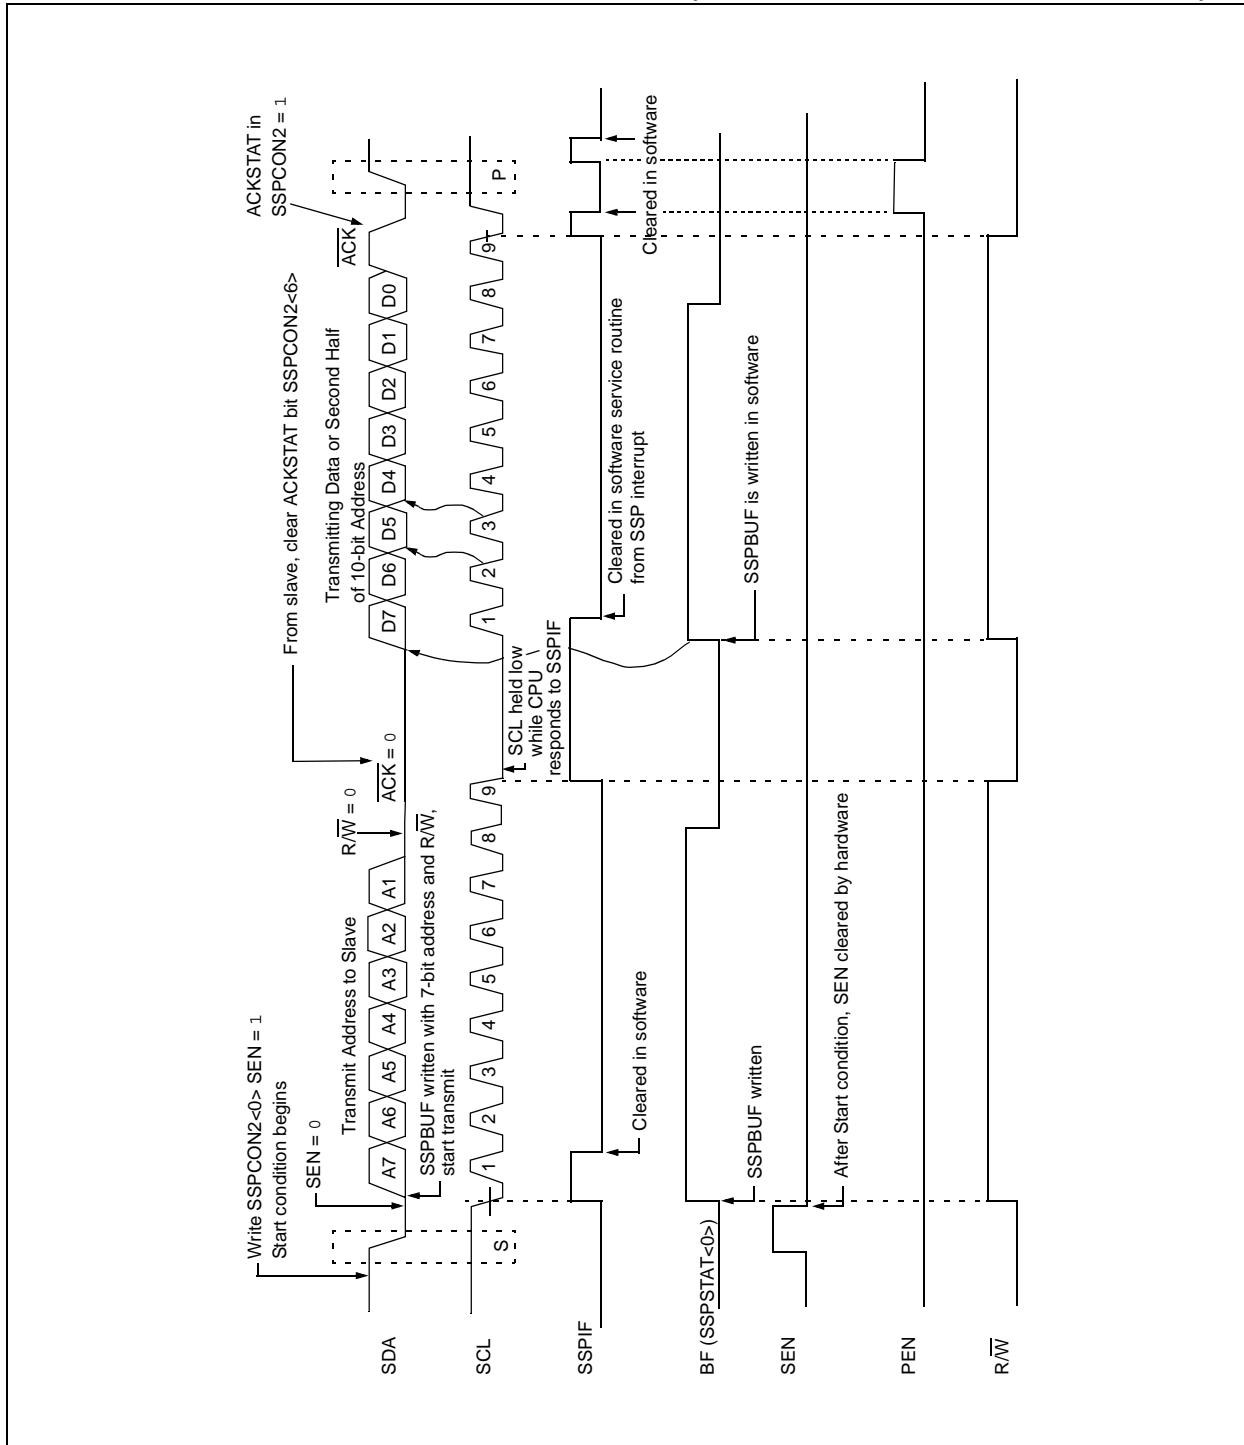 Write SSPCON2<0> SEN = 1
Start condition begins
SEN = 0
Transmit Address to Slave
R/W = 0
From slave, clear ACKSTAT bit SSPCON2<6>
ACK = 0
Transmitting Data or Second Half
of 10-bit Address
ACK
ACKSTAT in
SSPCON2 = 1
SDA
A7 A6 A5 A4 A3 A2 A1
D7 D6 D5 D4 D3 D2 D1 D0
SSPBUF written with 7-bit address and R/W,
start transmit
SCL
S
1 2 3 4 5 6 7 8 9
1 2 3 4 5 6 7 8 9
P
SCL held low
while CPU
responds to SSPIF
SSPIF
Cleared in software
Cleared in software service routine
from SSP interrupt
Cleared in software
BF (SSPSTAT<0>)
SSPBUF written
SSPBUF is written in software
SEN
After Start condition, SEN cleared by hardware
PEN
R/W